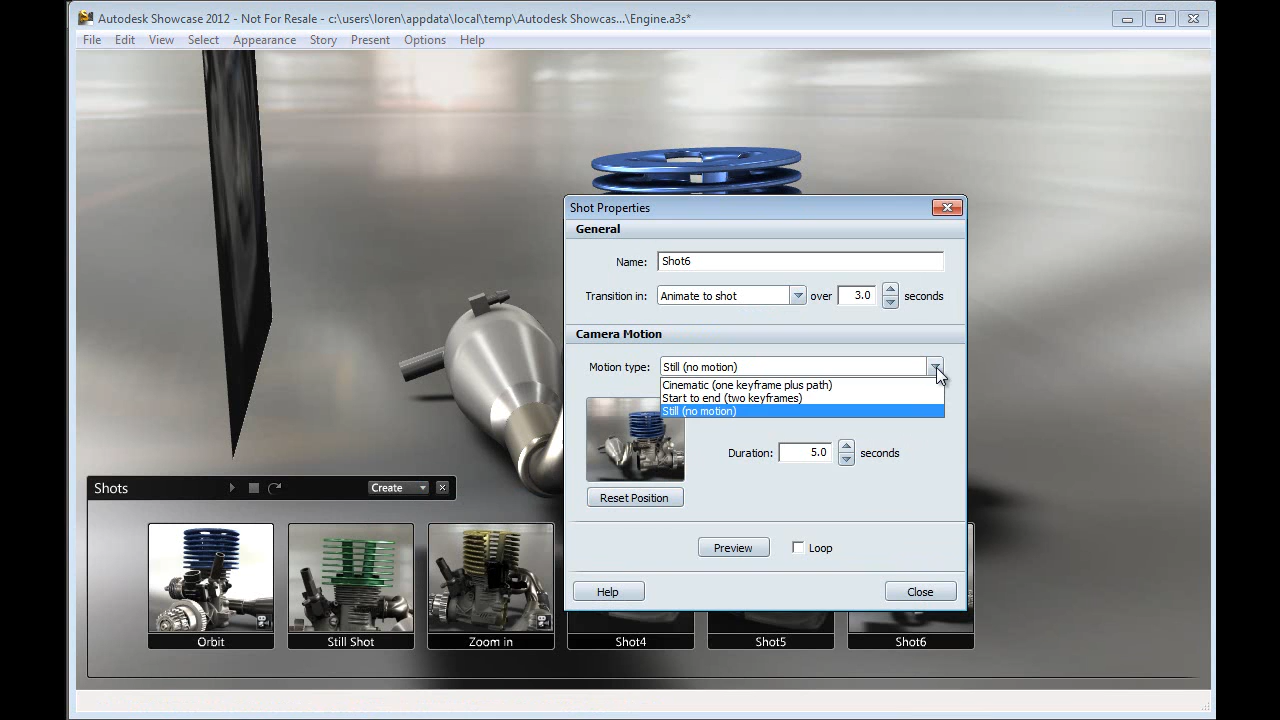 Autodesk Showcase 2012 - Not For Resale - c:\users\loren\appdata\local\temp\Autodesk Showcas...\Engine.a3s*
File Edit View Select Appearance Story Present Options Help
Shot Properties
General
Name: Shot6
Transition in: Animate to shot over 3.0 seconds
Camera Motion
Motion type: Still (no motion)
Cinematic (one keyframe plus path)
Start to end (two keyframes)
Still (no motion)
Duration: 5.0 seconds
Reset Position
Preview Loop
Help Close
Shots Create
Orbit Still Shot Zoom in Shot4 Shot5 Shot6